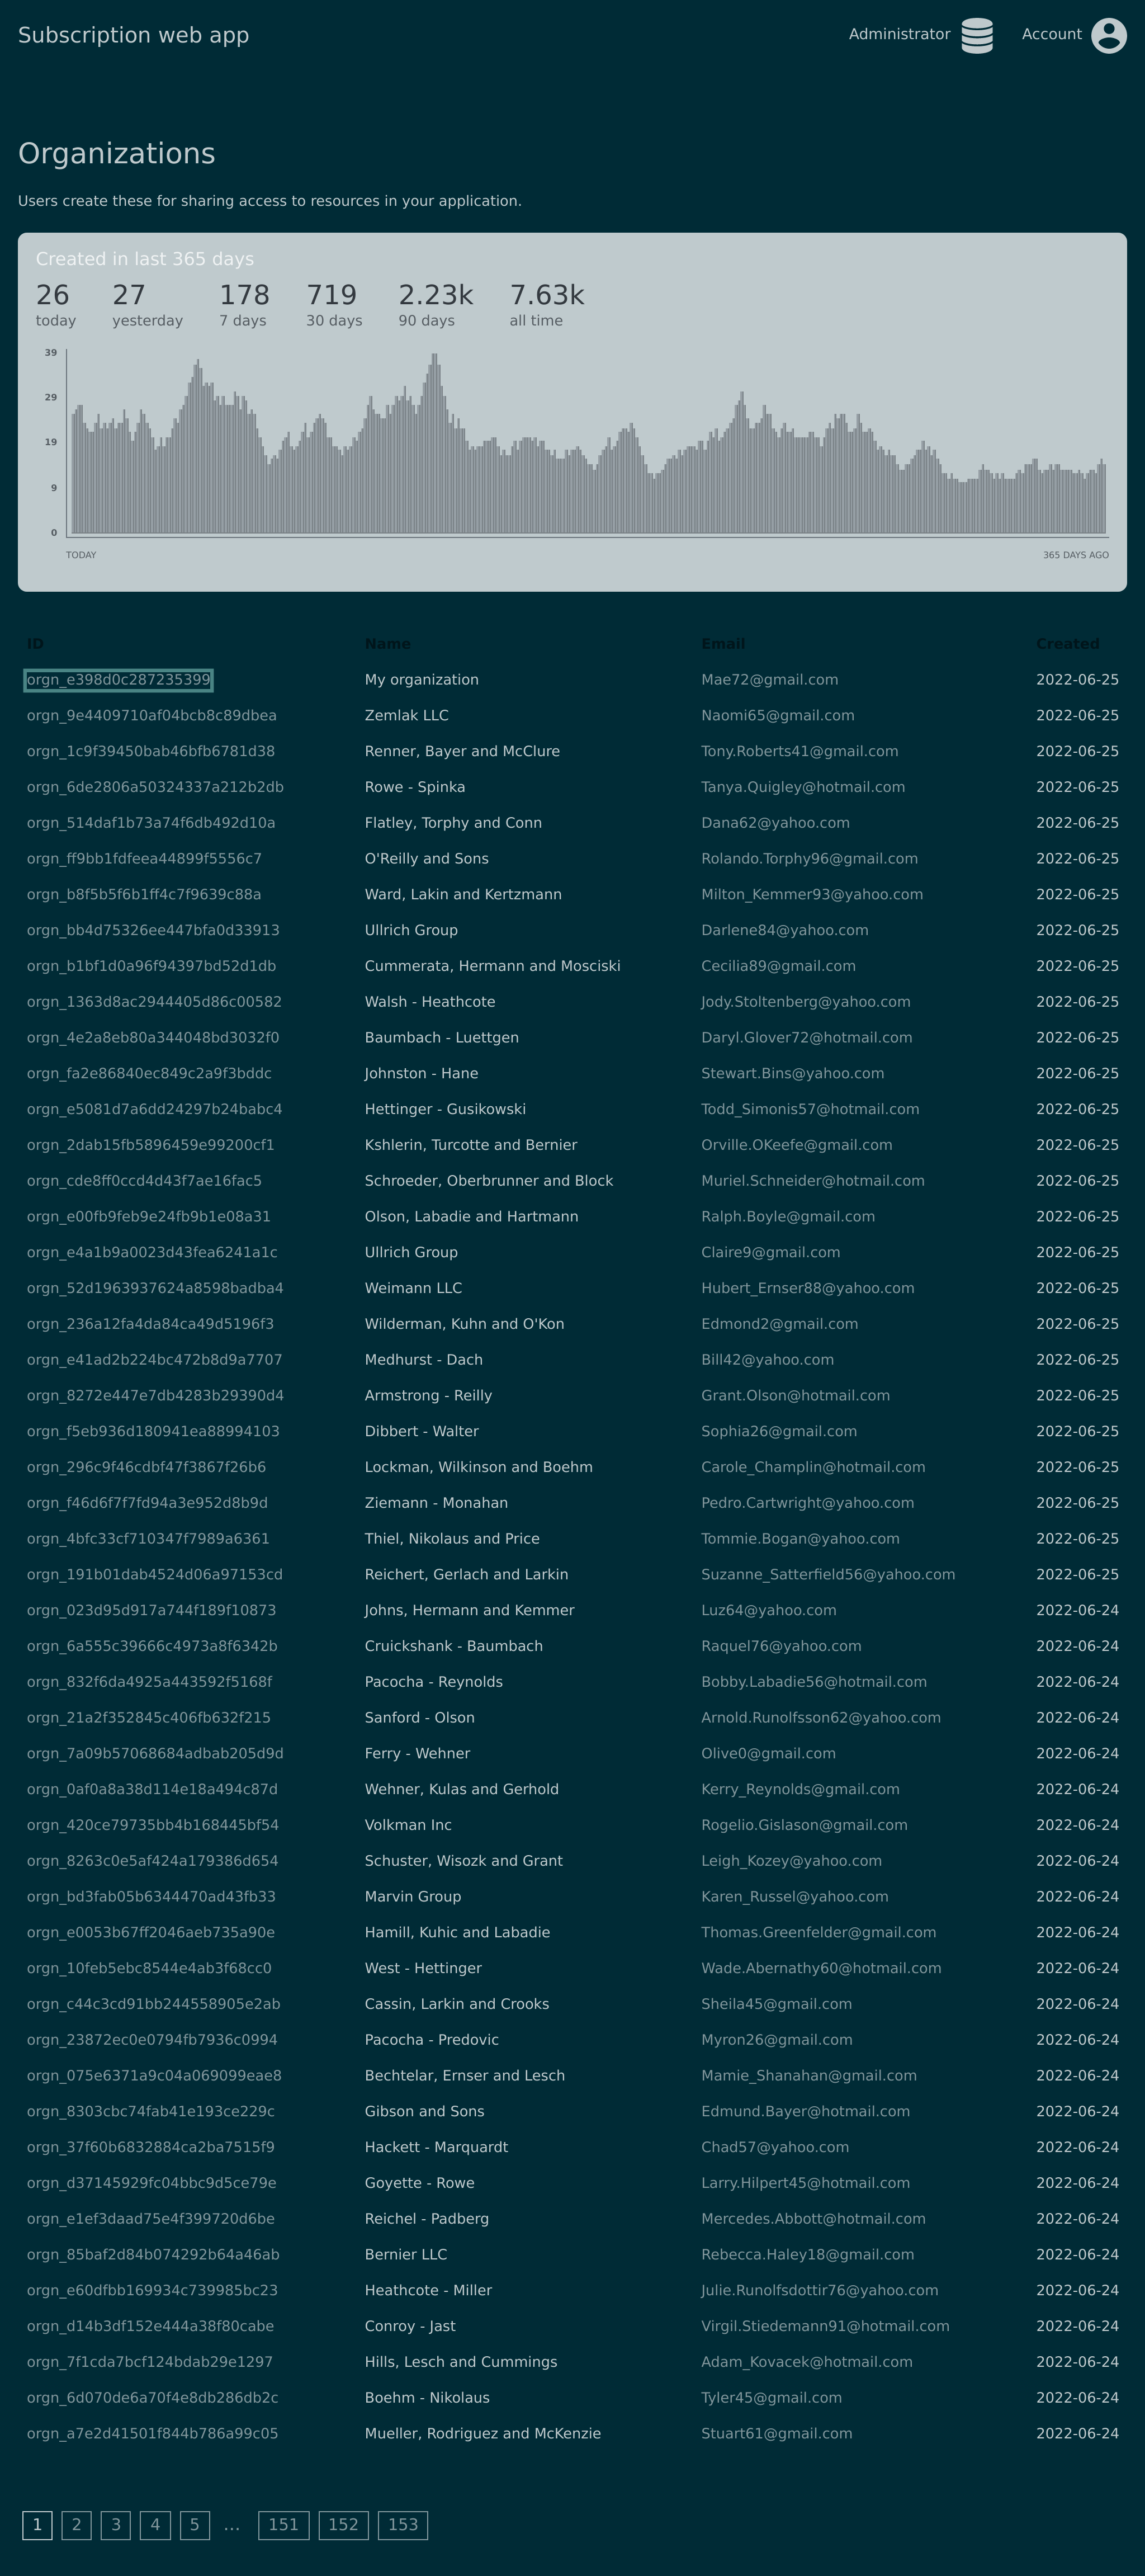 Subscription web app Administrator Account
Organizations
Users create these for sharing access to resources in your application.
Created in last 365 days
26 27 178 719 2.23k 7.63k
today yesterday 7 days 30 days 90 days all time
39
29
19
9
0
TODAY 365 DAYS AGO
ID Name Email Created
orgn_e398d0c287235399 My organization Mae72@gmail.com 2022-06-25
orgn_9e4409710af04bcb8c89dbea Zemlak LLC Naomi65@gmail.com 2022-06-25
orgn_1c9f39450bab46bfb6781d38 Renner, Bayer and McClure Tony.Roberts41@gmail.com 2022-06-25
orgn_6de2806a50324337a212b2db Rowe - Spinka Tanya.Quigley@hotmail.com 2022-06-25
orgn_514daf1b73a74f6db492d10a Flatley, Torphy and Conn Dana62@yahoo.com 2022-06-25
orgn_ff9bb1fdfeea44899f5556c7 O'Reilly and Sons Rolando.Torphy96@gmail.com 2022-06-25
orgn_b8f5b5f6b1ff4c7f9639c88a Ward, Lakin and Kertzmann Milton_Kemmer93@yahoo.com 2022-06-25
orgn_bb4d75326ee447bfa0d33913 Ullrich Group Darlene84@yahoo.com 2022-06-25
orgn_b1bf1d0a96f94397bd52d1db Cummerata, Hermann and Mosciski Cecilia89@gmail.com 2022-06-25
orgn_1363d8ac2944405d86c00582 Walsh - Heathcote Jody.Stoltenberg@yahoo.com 2022-06-25
orgn_4e2a8eb80a344048bd3032f0 Baumbach - Luettgen Daryl.Glover72@hotmail.com 2022-06-25
orgn_fa2e86840ec849c2a9f3bddc Johnston - Hane Stewart.Bins@yahoo.com 2022-06-25
orgn_e5081d7a6dd24297b24babc4 Hettinger - Gusikowski Todd_Simonis57@hotmail.com 2022-06-25
orgn_2dab15fb5896459e99200cf1 Kshlerin, Turcotte and Bernier Orville.OKeefe@gmail.com 2022-06-25
orgn_cde8ff0ccd4d43f7ae16fac5 Schroeder, Oberbrunner and Block Muriel.Schneider@hotmail.com 2022-06-25
orgn_e00fb9feb9e24fb9b1e08a31 Olson, Labadie and Hartmann Ralph.Boyle@gmail.com 2022-06-25
orgn_e4a1b9a0023d43fea6241a1c Ullrich Group Claire9@gmail.com 2022-06-25
orgn_52d1963937624a8598badba4 Weimann LLC Hubert_Ernser88@yahoo.com 2022-06-25
orgn_236a12fa4da84ca49d5196f3 Wilderman, Kuhn and O'Kon Edmond2@gmail.com 2022-06-25
orgn_e41ad2b224bc472b8d9a7707 Medhurst - Dach Bill42@yahoo.com 2022-06-25
orgn_8272e447e7db4283b29390d4 Armstrong - Reilly Grant.Olson@hotmail.com 2022-06-25
orgn_f5eb936d180941ea88994103 Dibbert - Walter Sophia26@gmail.com 2022-06-25
orgn_296c9f46cdbf47f3867f26b6 Lockman, Wilkinson and Boehm Carole_Champlin@hotmail.com 2022-06-25
orgn_f46d6f7f7fd94a3e952d8b9d Ziemann - Monahan Pedro.Cartwright@yahoo.com 2022-06-25
orgn_4bfc33cf710347f7989a6361 Thiel, Nikolaus and Price Tommie.Bogan@yahoo.com 2022-06-25
orgn_191b01dab4524d06a97153cd Reichert, Gerlach and Larkin Suzanne_Satterfield56@yahoo.com 2022-06-25
orgn_023d95d917a744f189f10873 Johns, Hermann and Kemmer Luz64@yahoo.com 2022-06-24
orgn_6a555c39666c4973a8f6342b Cruickshank - Baumbach Raquel76@yahoo.com 2022-06-24
orgn_832f6da4925a443592f5168f Pacocha - Reynolds Bobby.Labadie56@hotmail.com 2022-06-24
orgn_21a2f352845c406fb632f215 Sanford - Olson Arnold.Runolfsson62@yahoo.com 2022-06-24
orgn_7a09b57068684adbab205d9d Ferry - Wehner Olive0@gmail.com 2022-06-24
orgn_0af0a8a38d114e18a494c87d Wehner, Kulas and Gerhold Kerry_Reynolds@gmail.com 2022-06-24
orgn_420ce79735bb4b168445bf54 Volkman Inc Rogelio.Gislason@gmail.com 2022-06-24
orgn_8263c0e5af424a179386d654 Schuster, Wisozk and Grant Leigh_Kozey@yahoo.com 2022-06-24
orgn_bd3fab05b6344470ad43fb33 Marvin Group Karen_Russel@yahoo.com 2022-06-24
orgn_e0053b67ff2046aeb735a90e Hamill, Kuhic and Labadie Thomas.Greenfelder@gmail.com 2022-06-24
orgn_10feb5ebc8544e4ab3f68cc0 West - Hettinger Wade.Abernathy60@hotmail.com 2022-06-24
orgn_c44c3cd91bb244558905e2ab Cassin, Larkin and Crooks Sheila45@gmail.com 2022-06-24
orgn_23872ec0e0794fb7936c0994 Pacocha - Predovic Myron26@gmail.com 2022-06-24
orgn_075e6371a9c04a069099eae8 Bechtelar, Ernser and Lesch Mamie_Shanahan@gmail.com 2022-06-24
orgn_8303cbc74fab41e193ce229c Gibson and Sons Edmund.Bayer@hotmail.com 2022-06-24
orgn_37f60b6832884ca2ba7515f9 Hackett - Marquardt Chad57@yahoo.com 2022-06-24
orgn_d37145929fc04bbc9d5ce79e Goyette - Rowe Larry.Hilpert45@hotmail.com 2022-06-24
orgn_e1ef3daad75e4f399720d6be Reichel - Padberg Mercedes.Abbott@hotmail.com 2022-06-24
orgn_85baf2d84b074292b64a46ab Bernier LLC Rebecca.Haley18@gmail.com 2022-06-24
orgn_e60dfbb169934c739985bc23 Heathcote - Miller Julie.Runolfsdottir76@yahoo.com 2022-06-24
orgn_d14b3df152e444a38f80cabe Conroy - Jast Virgil.Stiedemann91@hotmail.com 2022-06-24
orgn_7f1cda7bcf124bdab29e1297 Hills, Lesch and Cummings Adam_Kovacek@hotmail.com 2022-06-24
orgn_6d070de6a70f4e8db286db2c Boehm - Nikolaus Tyler45@gmail.com 2022-06-24
orgn_a7e2d41501f844b786a99c05 Mueller, Rodriguez and McKenzie Stuart61@gmail.com 2022-06-24
1 2 3 4 5 ... 151 152 153